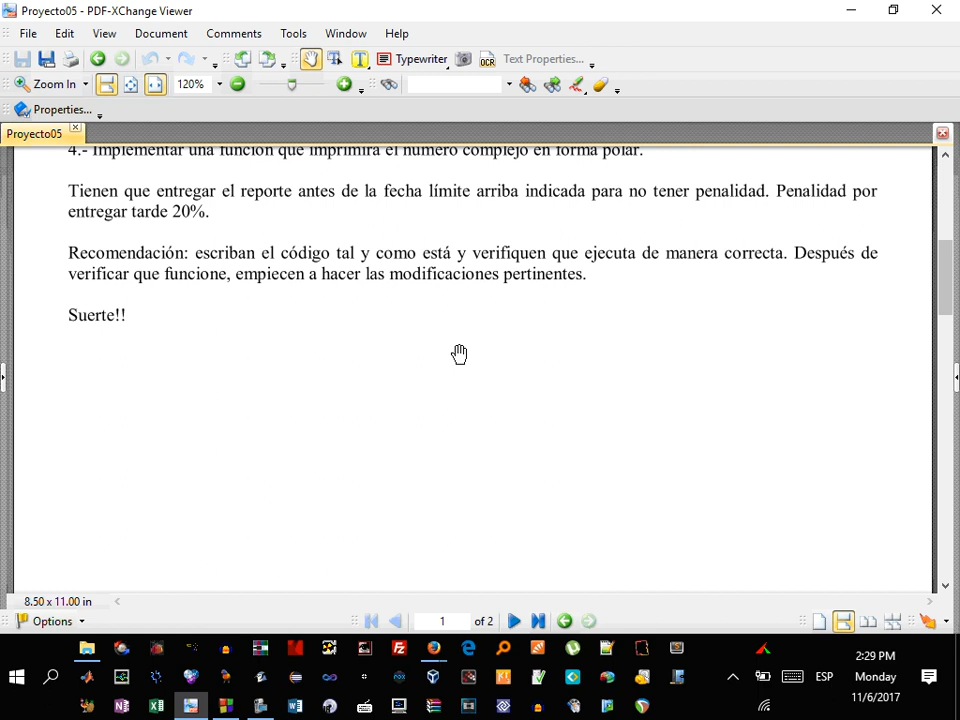 Proyecto05 - PDF-XChange Viewer
File Edit View Document Comments Tools Window Help
OCR Typewriter Text Properties...
Zoom In 120%
Properties...
Proyecto05
4.- Implementar una función que imprimirá el número complejo en forma polar.
Tienen que entregar el reporte antes de la fecha límite arriba indicada para no tener penalidad. Penalidad por
entregar tarde 20%.
Recomendación: escriban el código tal y como está y verifiquen que ejecuta de manera correcta. Después de
verificar que funcione, empiecen a hacer las modificaciones pertinentes.
Suerte!!
8.50 x 11.00 in
Options 1 of 2
2:29 PM
ESP Monday
11/6/2017